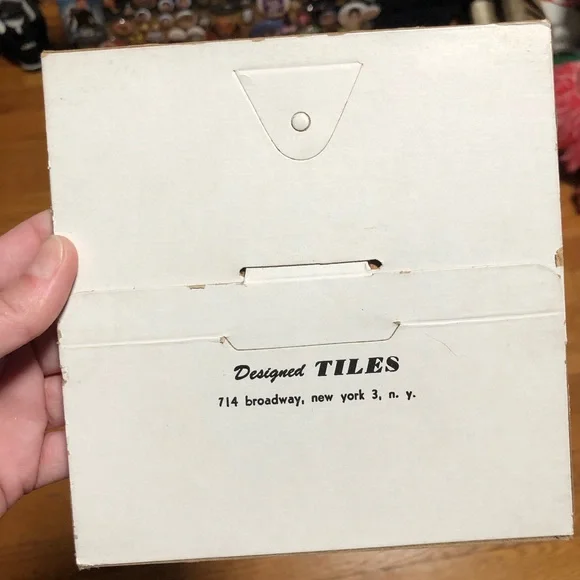 Designed TILES
714 broadway, new york 3, n. y.